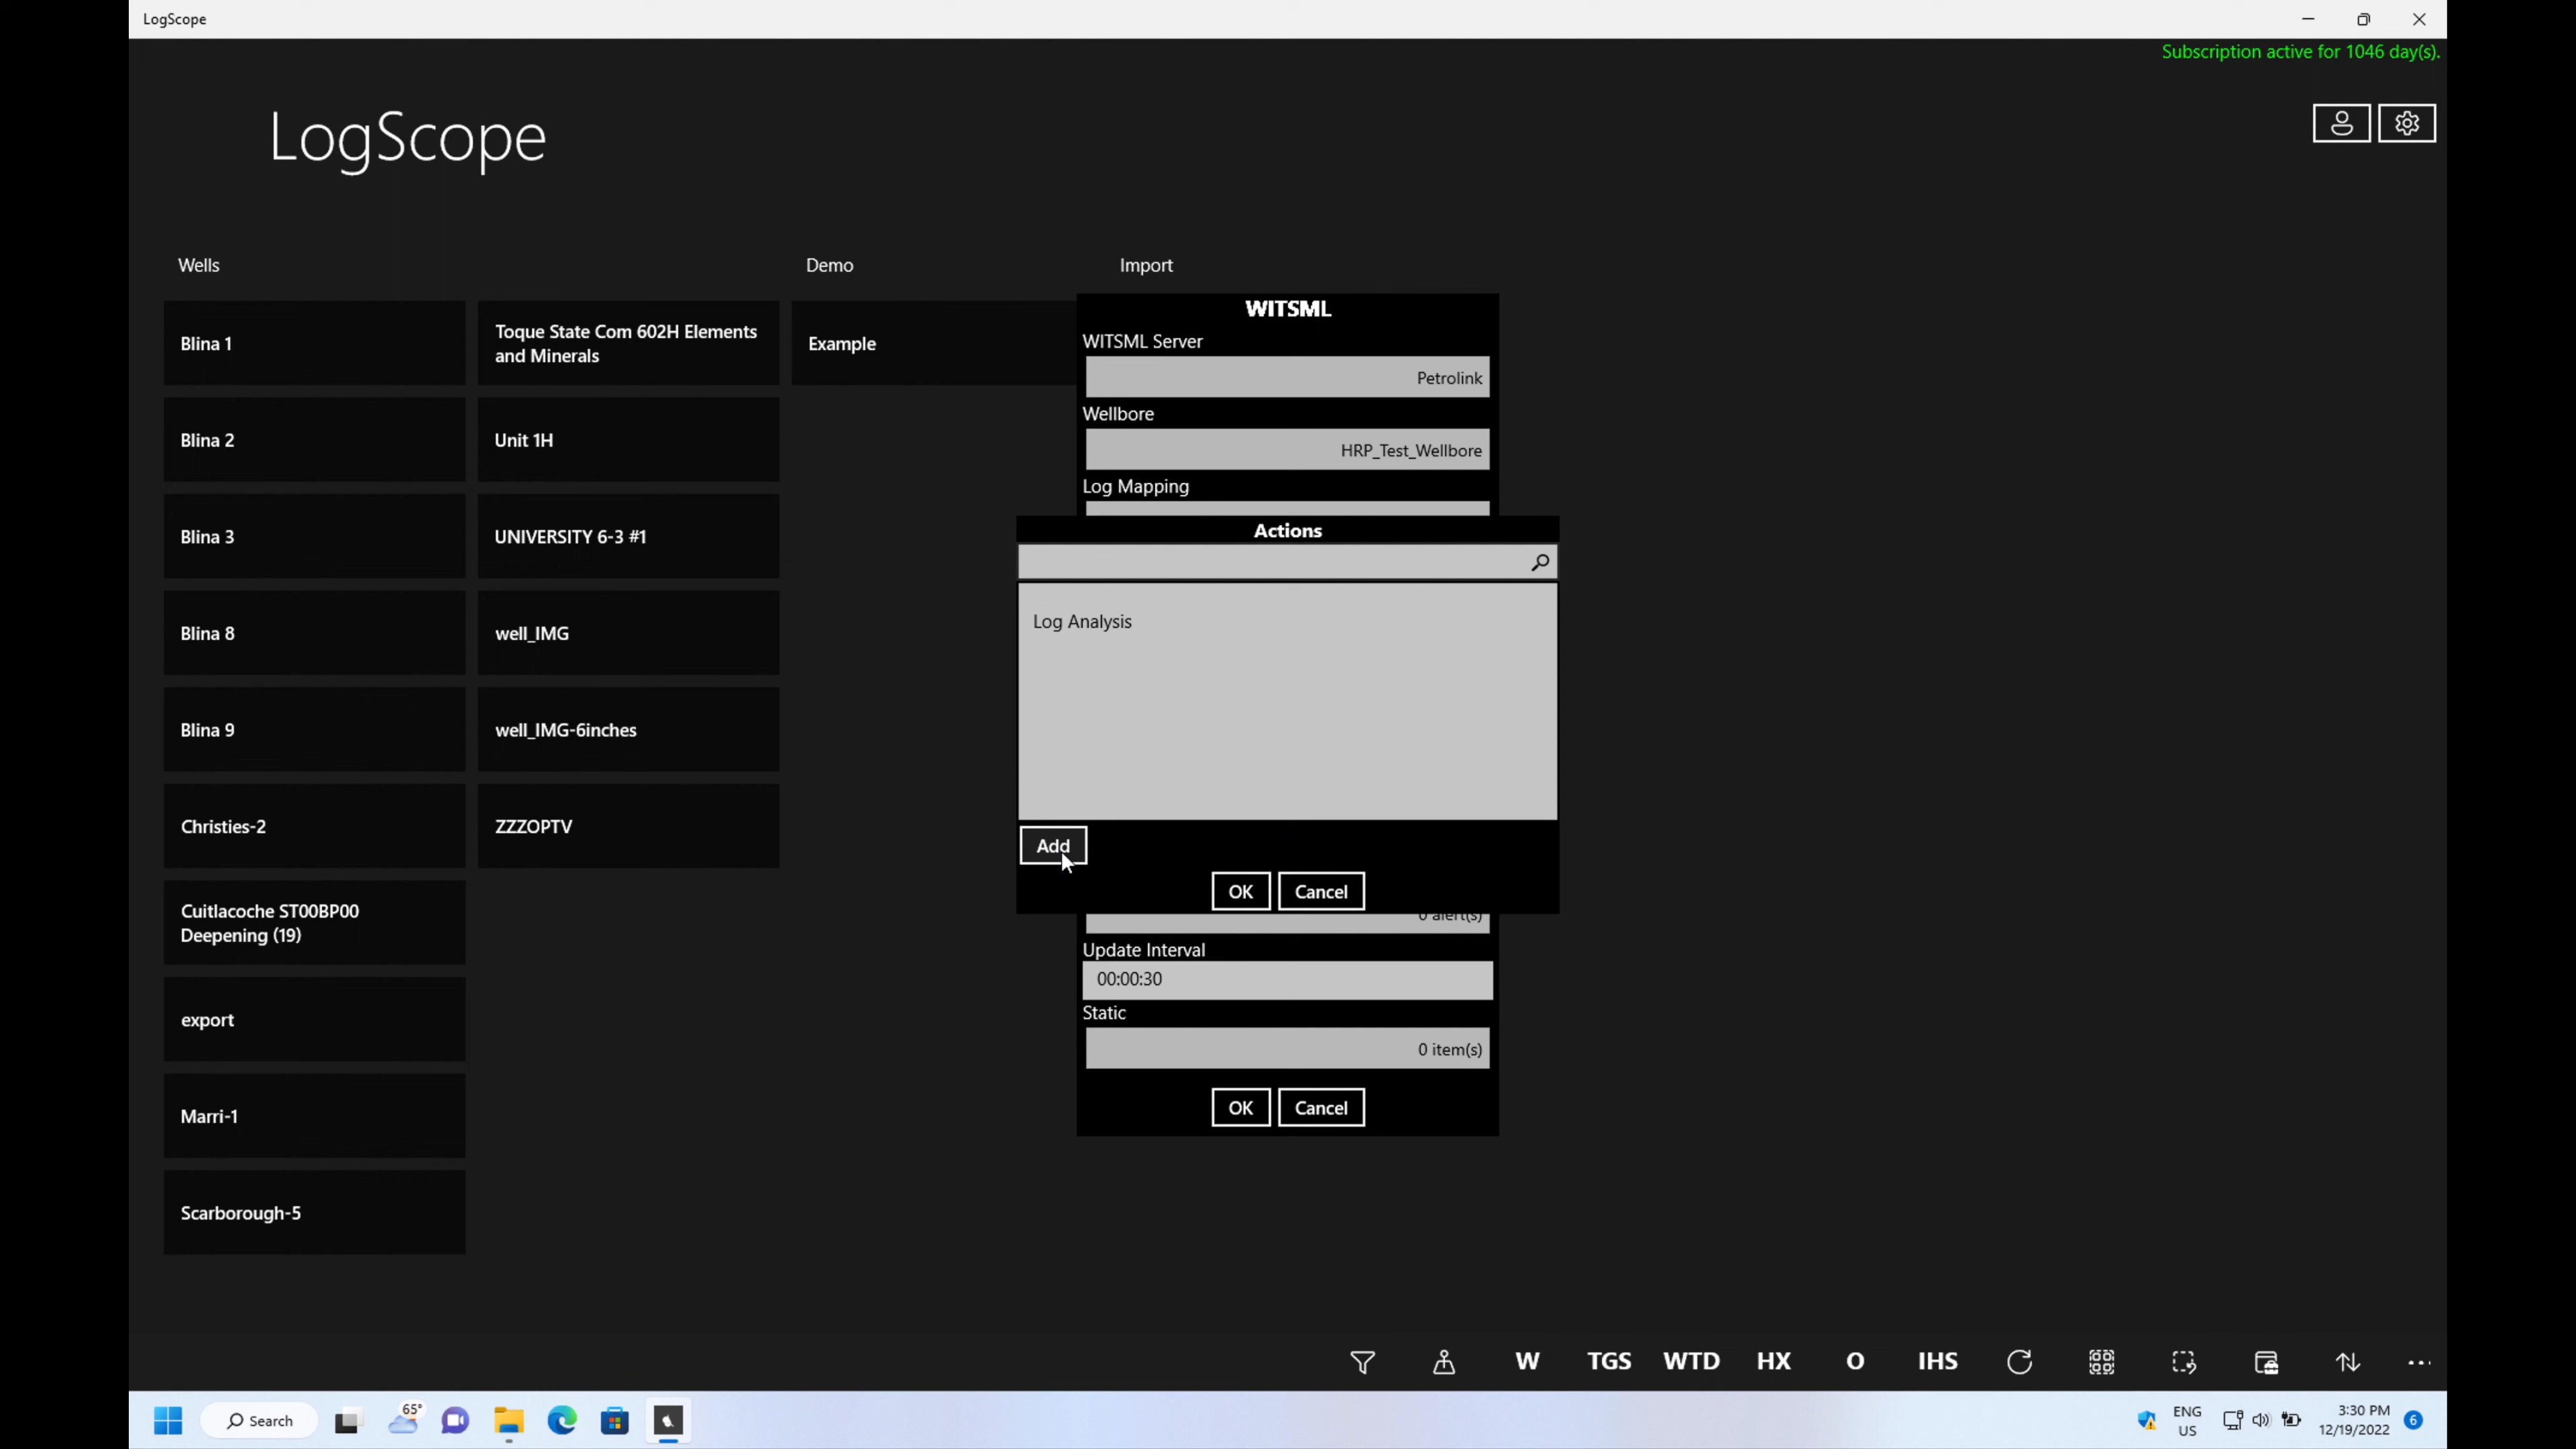 LogScope
Subscription active for 1046 day(s).
LogScope
Wells
Demo
Import
Blina 1
Blina 2
Blina 3
Blina 8
Blina 9
Christies-2
Cuitlacoche ST00BP00
Deepening (19)
export
Marri-1
Scarborough-5
Toque State Com 602H Elements
and Minerals
Unit 1H
UNIVERSITY 6-3 #1
well_IMG
well_IMG-6inches
ZZZOPTV
Example
WITSML
WITSML Server
Petrolink
Wellbore
HRP_Test_Wellbore
Log Mapping
Actions
Log Analysis
Add
OK
Cancel
0 alert(s)
Update Interval
00:00:30
Static
0 item(s)
OK
Cancel
W
TGS
WTD
HX
O
IHS
Search
65°
ENG
US
3:30 PM
12/19/2022
6